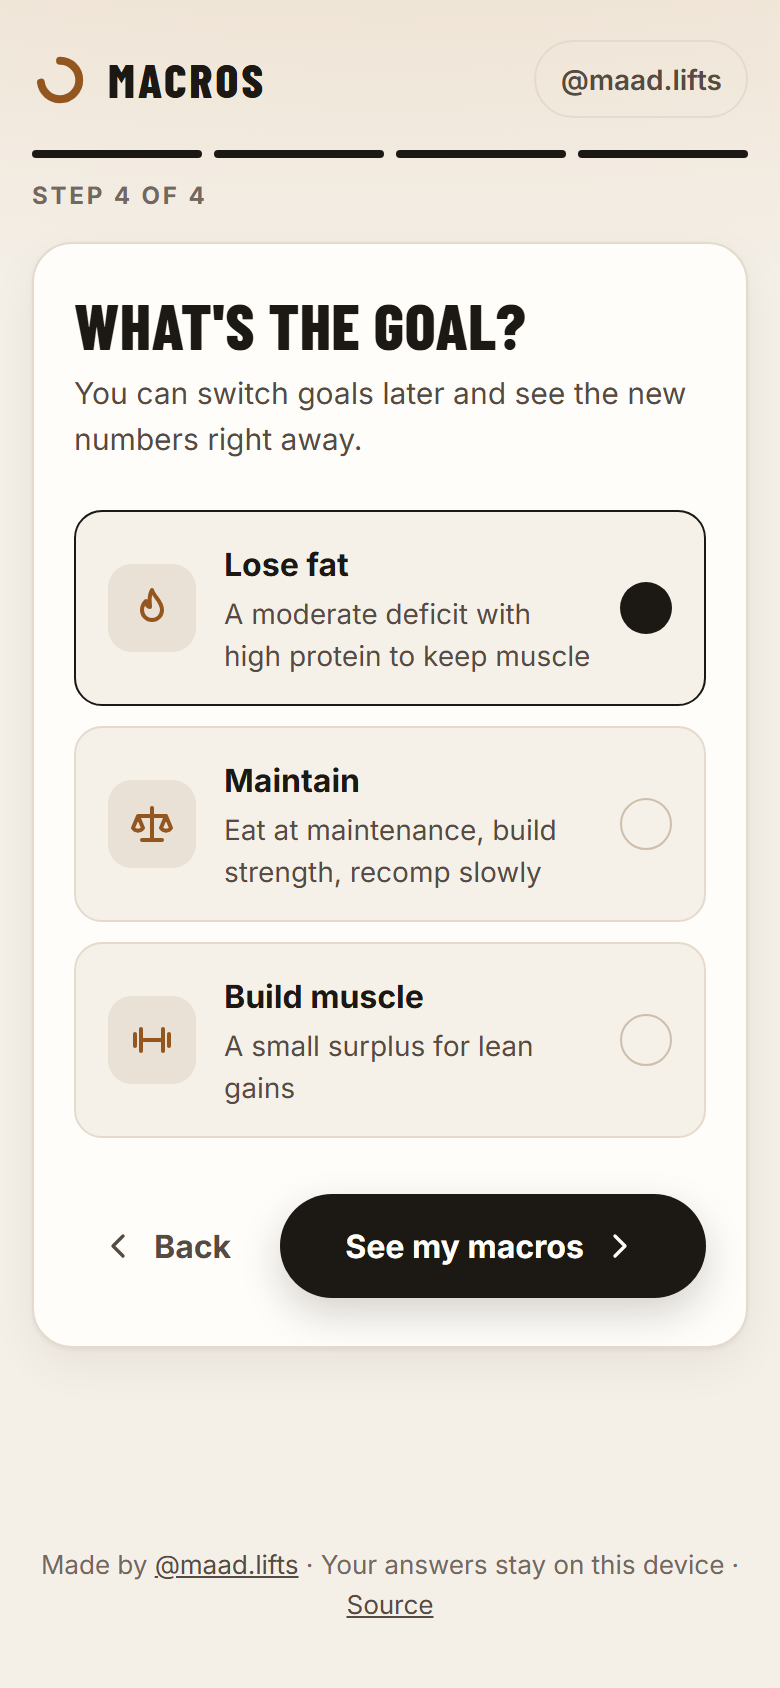 MACROS
@maad.lifts
STEP 4 OF 4
WHAT'S THE GOAL?
You can switch goals later and see the new
numbers right away.
Lose fat
A moderate deficit with
high protein to keep muscle
Maintain
Eat at maintenance, build
strength, recomp slowly
Build muscle
A small surplus for lean
gains
Back
See my macros
Made by @maad.lifts · Your answers stay on this device ·
Source